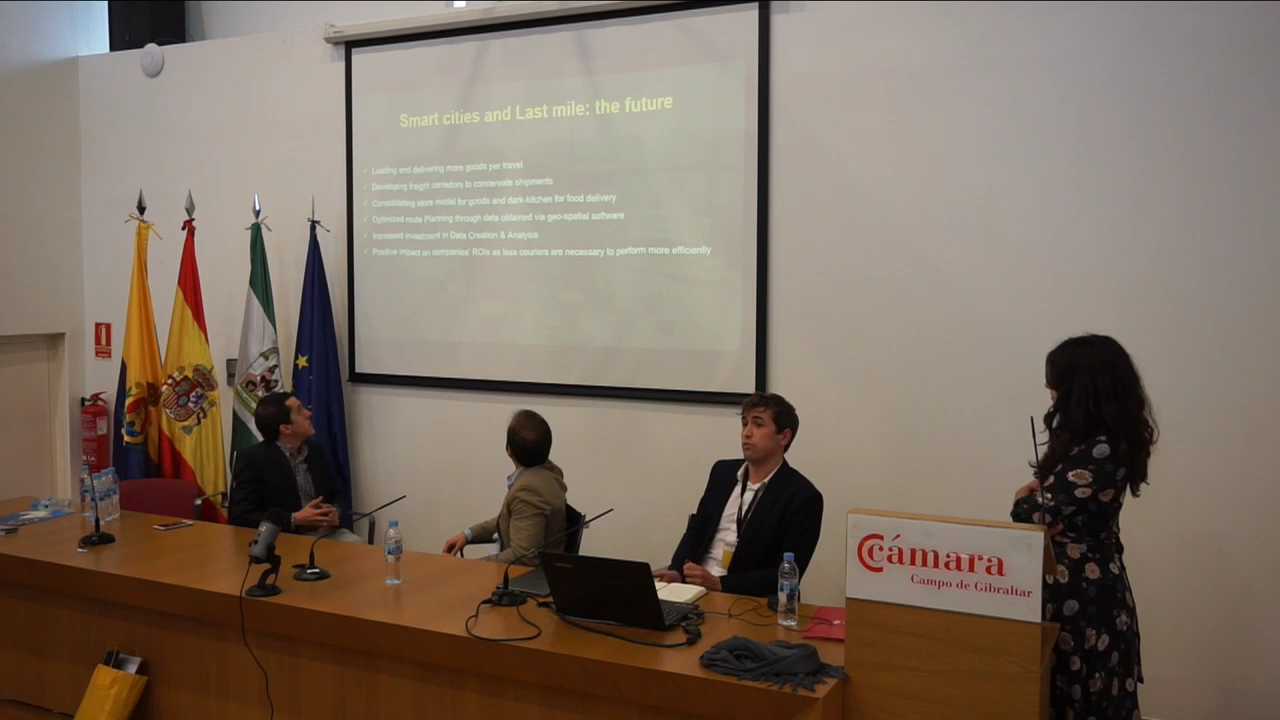 Smart cities and Last mile: the future
Loading and delivering more goods per travel
Developing freight corredors to concenrate shipments
Consolidating store model for goods and dark-kitchen for food delivery
Optimized route Planning through data obtained via geo-spatial software
Increased investment in Data Creation & Analysis
Positive impact on companies' ROIs as less couriers are necessary to perform more efficiently
cámara
Campo de Gibraltar